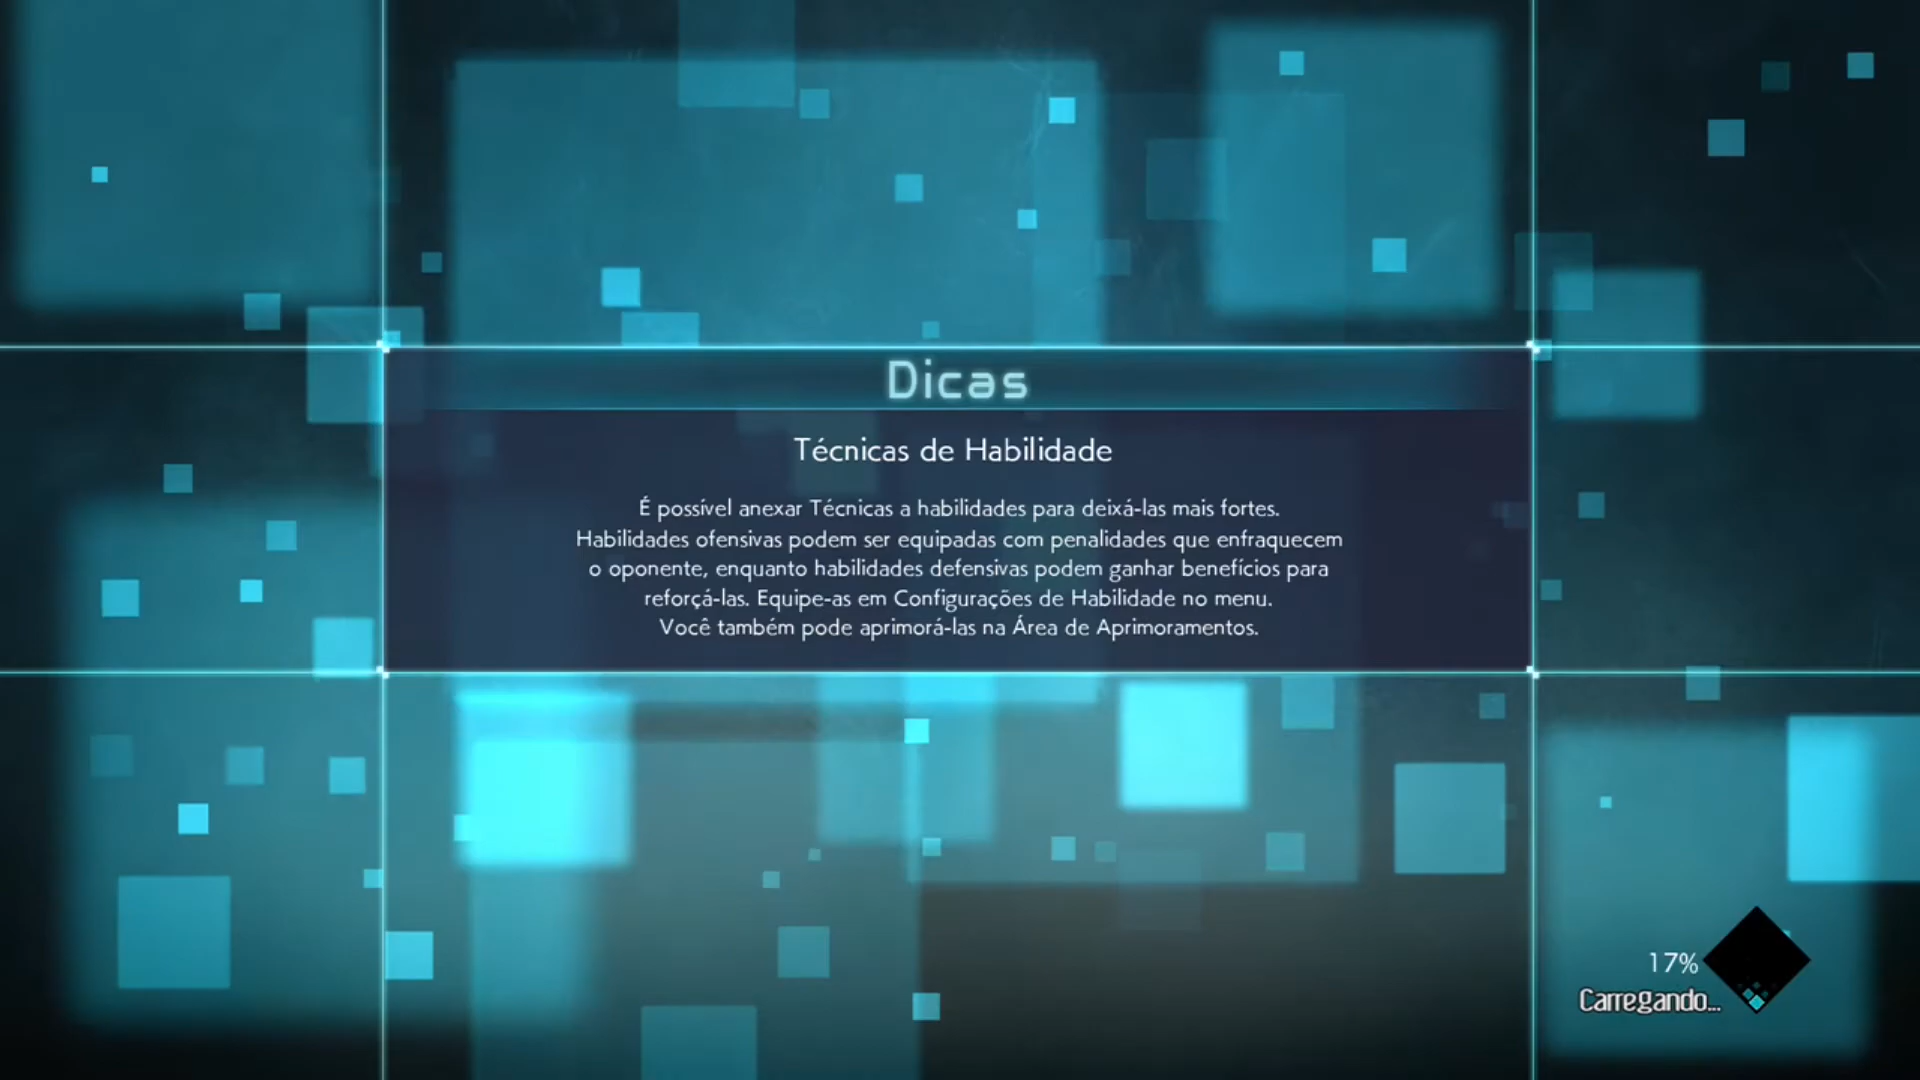 Dicas
Técnicas de Habilidade
É possível anexar Técnicas a habilidades para deixá-las mais fortes.
Habilidades ofensivas podem ser equipadas com penalidades que enfraquecem
o oponente, enquanto habilidades defensivas podem ganhar benefícios para
reforçá-las. Equipe-as em Configurações de Habilidade no menu.
Você também pode aprimorá-las na Área de Aprimoramentos.
17%
Carregando...